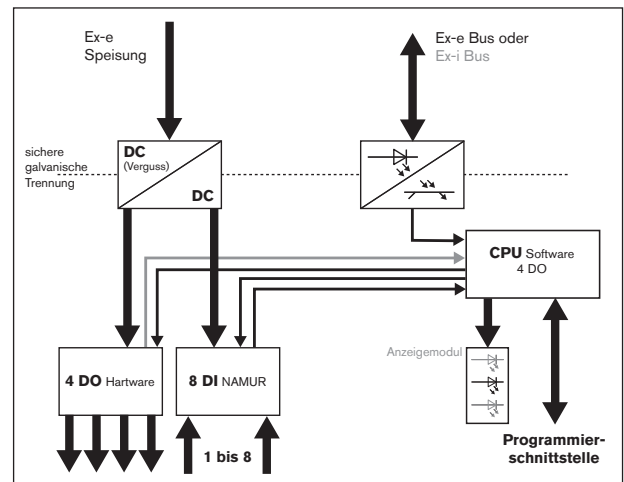 Ex-e
Speisung
Ex-e Bus oder
Ex-i Bus
sichere
galvanische
Trennung
DC
(Verguss)
DC
CPU Software
4 DO
Anzeigemodul
4 DO Hartware
8 DI NAMUR
1 bis 8
Programmier-
schnittstelle